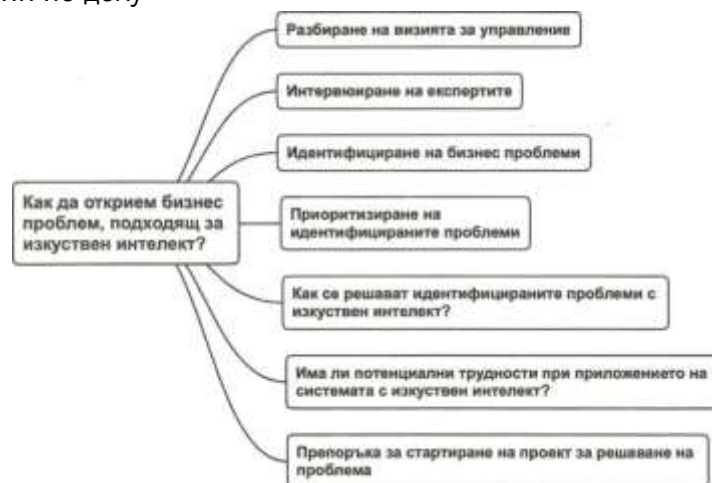 Разбиране на визията за управление
Интервюиране на експертите
Идентифициране на бизнес проблеми
Как да открием бизнес
проблем, подходящ за
изкуствен интелект?
Приоритизиране на
идентифицираните проблеми
Как се решават идентифицираните проблеми с
изкуствен интелект?
Има ли потенциални трудности при приложението на
системата с изкуствен интелект?
Препоръка за стартиране на проект за решаване на
проблема